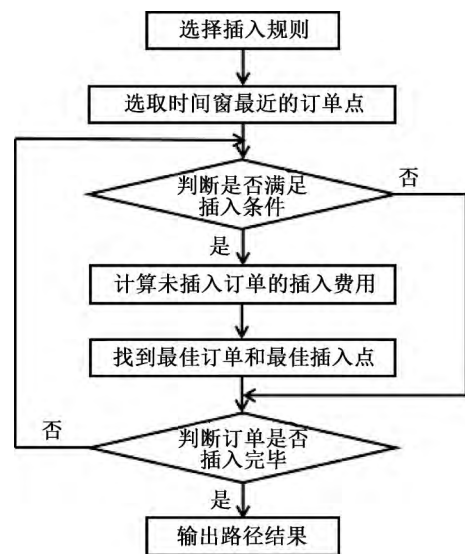 选择插入规则
选取时间窗最近的订单点
判断是否满足
插入条件
否
是
计算未插入订单的插入费用
找到最佳订单和最佳插入点
否
判断订单是否
插入完毕
是
输出路径结果